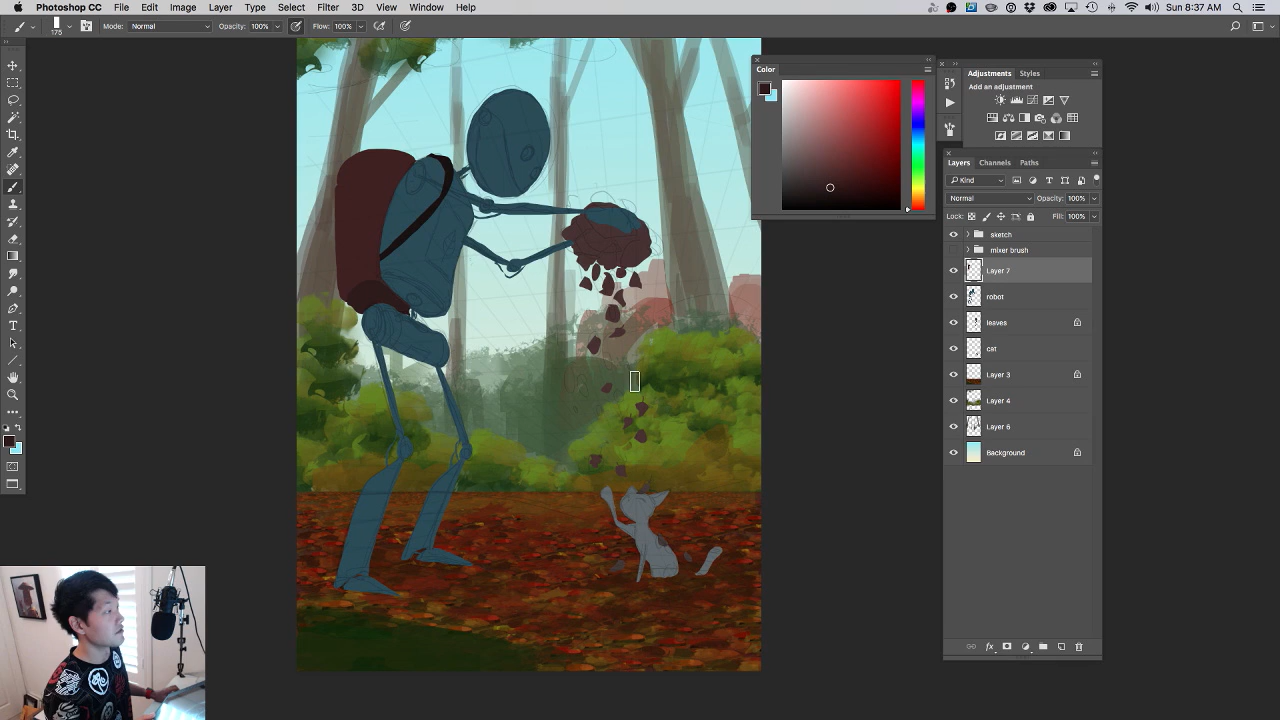 Photoshop CC File Edit Image Layer Type Select Filter 3D View Window Help Sun 8:37 AM
175 Mode: Normal Opacity: 100% Flow: 100%
Color
Adjustments Styles
Add an adjustment
Layers Channels Paths
Kind
Normal Opacity: 100%
Lock: Fill: 100%
sketch
mixer brush
Layer 7
robot
leaves
cat
Layer 3
Layer 4
Layer 6
Background
fx